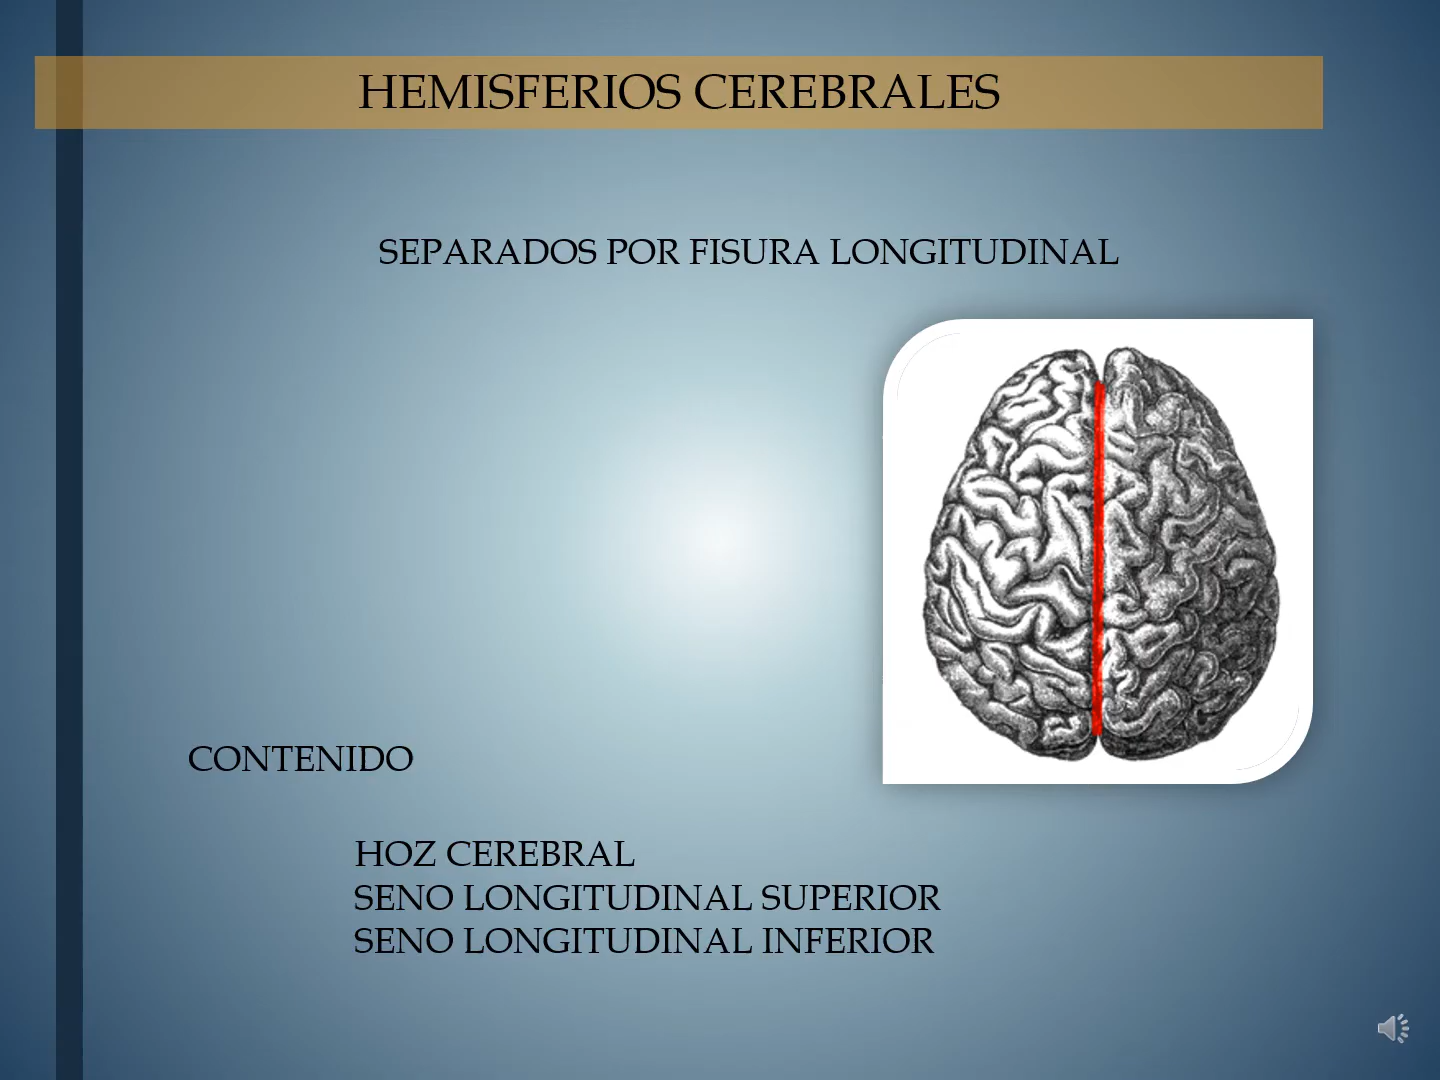 HEMISFERIOS CEREBRALES
SEPARADOS POR FISURA LONGITUDINAL
CONTENIDO
HOZ CEREBRAL
SENO LONGITUDINAL SUPERIOR
SENO LONGITUDINAL INFERIOR